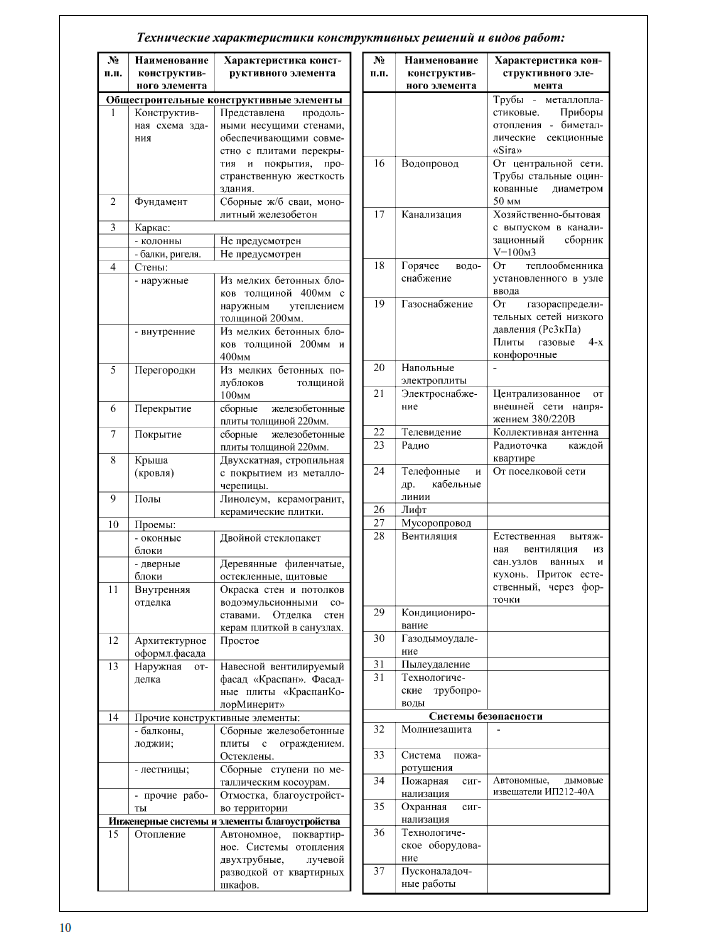 Технические характеристики конструктивных решений и видов работ:
№ п.п.
Наименование
конструктив-
ного элемента
Характеристика конст-
руктивного элемента
Общестроительные конструктивные элементы
1
Конструктив-
ная схема зда-
ния
Представлена продоль-
ными несущими стенами,
обеспечивающими совме-
стно с плитами перекры-
тия и покрытия, про-
странственную жесткость
здания.
2
Фундамент
Сборные ж/б сваи, моно-
литный железобетон
3
Каркас:
- колонны
Не предусмотрен
- балки, ригеля.
Не предусмотрен
4
Стены:
- наружные
Из мелких бетонных бло-
ков толщиной 400мм с
наружным утеплением
толщиной 200мм.
- внутренние
Из мелких бетонных бло-
ков толщиной 200мм и
400мм
5
Перегородки
Из мелких бетонных по-
лублоков толщиной
100мм
6
Перекрытие
сборные железобетонные
плиты толщиной 220мм.
7
Покрытие
сборные железобетонные
плиты толщиной 220мм.
8
Крыша
(кровля)
Двухскатная, стропильная
с покрытием из металло-
черепицы.
9
Полы
Линолеум, керамогранит,
керамические плитки.
10
Проемы:
- оконные
блоки
Двойной стеклопакет
- дверные
блоки
Деревянные филенчатые,
остекленные, щитовые
11
Внутренняя
отделка
Окраска стен и потолков
водоэмульсионными со-
ставами. Отделка стен
керам плиткой в санузлах.
12
Архитектурное
оформл.фасада
Простое
13
Наружная от-
делка
Навесной вентилируемый
фасад «Краспан». Фасад-
ные плиты «КраспанКо-
лорМинерит»
14
Прочие конструктивные элементы:
- балконы,
лоджии;
Сборные железобетонные
плиты с ограждением.
Остеклены.
- лестницы;
Сборные ступени по ме-
таллическим косоурам.
- прочие рабо-
ты
Отмостка, благоустройст-
во территории
Инженерные системы и элементы благоустройства
15
Отопление
Автономное, поквартир-
ное. Системы отопления
двухтрубные, лучевой
разводкой от квартирных
шкафов.
№ п.п.
Наименование
конструктив-
ного элемента
Характеристика кон-
структивного эле-
мента
Трубы - металлопла-
стиковые. Приборы
отопления - биметал-
лические секционные
«Sira»
16
Водопровод
От центральной сети.
Трубы стальные оцин-
кованные диаметром
50 мм
17
Канализация
Хозяйственно-бытовая
с выпуском в канали-
зационный сборник
V=100м3
18
Горячее водо-
снабжение
От теплообменника
установленного в узле
ввода
19
Газоснабжение
От газораспредели-
тельных сетей низкого
давления (Рс3кПа)
Плиты газовые 4-х
конфорочные
20
Напольные
электроплиты
-
21
Электроснабже-
ние
Централизованное от
внешней сети напря-
жением 380/220В
22
Телевидение
Коллективная антенна
23
Радио
Радиоточка каждой
квартире
24
Телефонные и
др. кабельные
линии
От поселковой сети
26
Лифт
27
Мусоропровод
28
Вентиляция
Естественная вытяж-
ная вентиляция из
сан.узлов ванных и
кухонь. Приток есте-
ственный, через фор-
точки
29
Кондициониро-
вание
30
Газодымоудале-
ние
31
Пылеудаление
31
Технологиче-
ские трубопро-
воды
Системы безопасности
32
Молниезащита
-
33
Система пожа-
ротушения
34
Пожарная сиг-
нализация
Автономные, дымовые
извещатели ИП212-40А
35
Охранная сиг-
нализация
36
Технологиче-
ское оборудова-
ние
37
Пусконаладоч-
ные работы
10